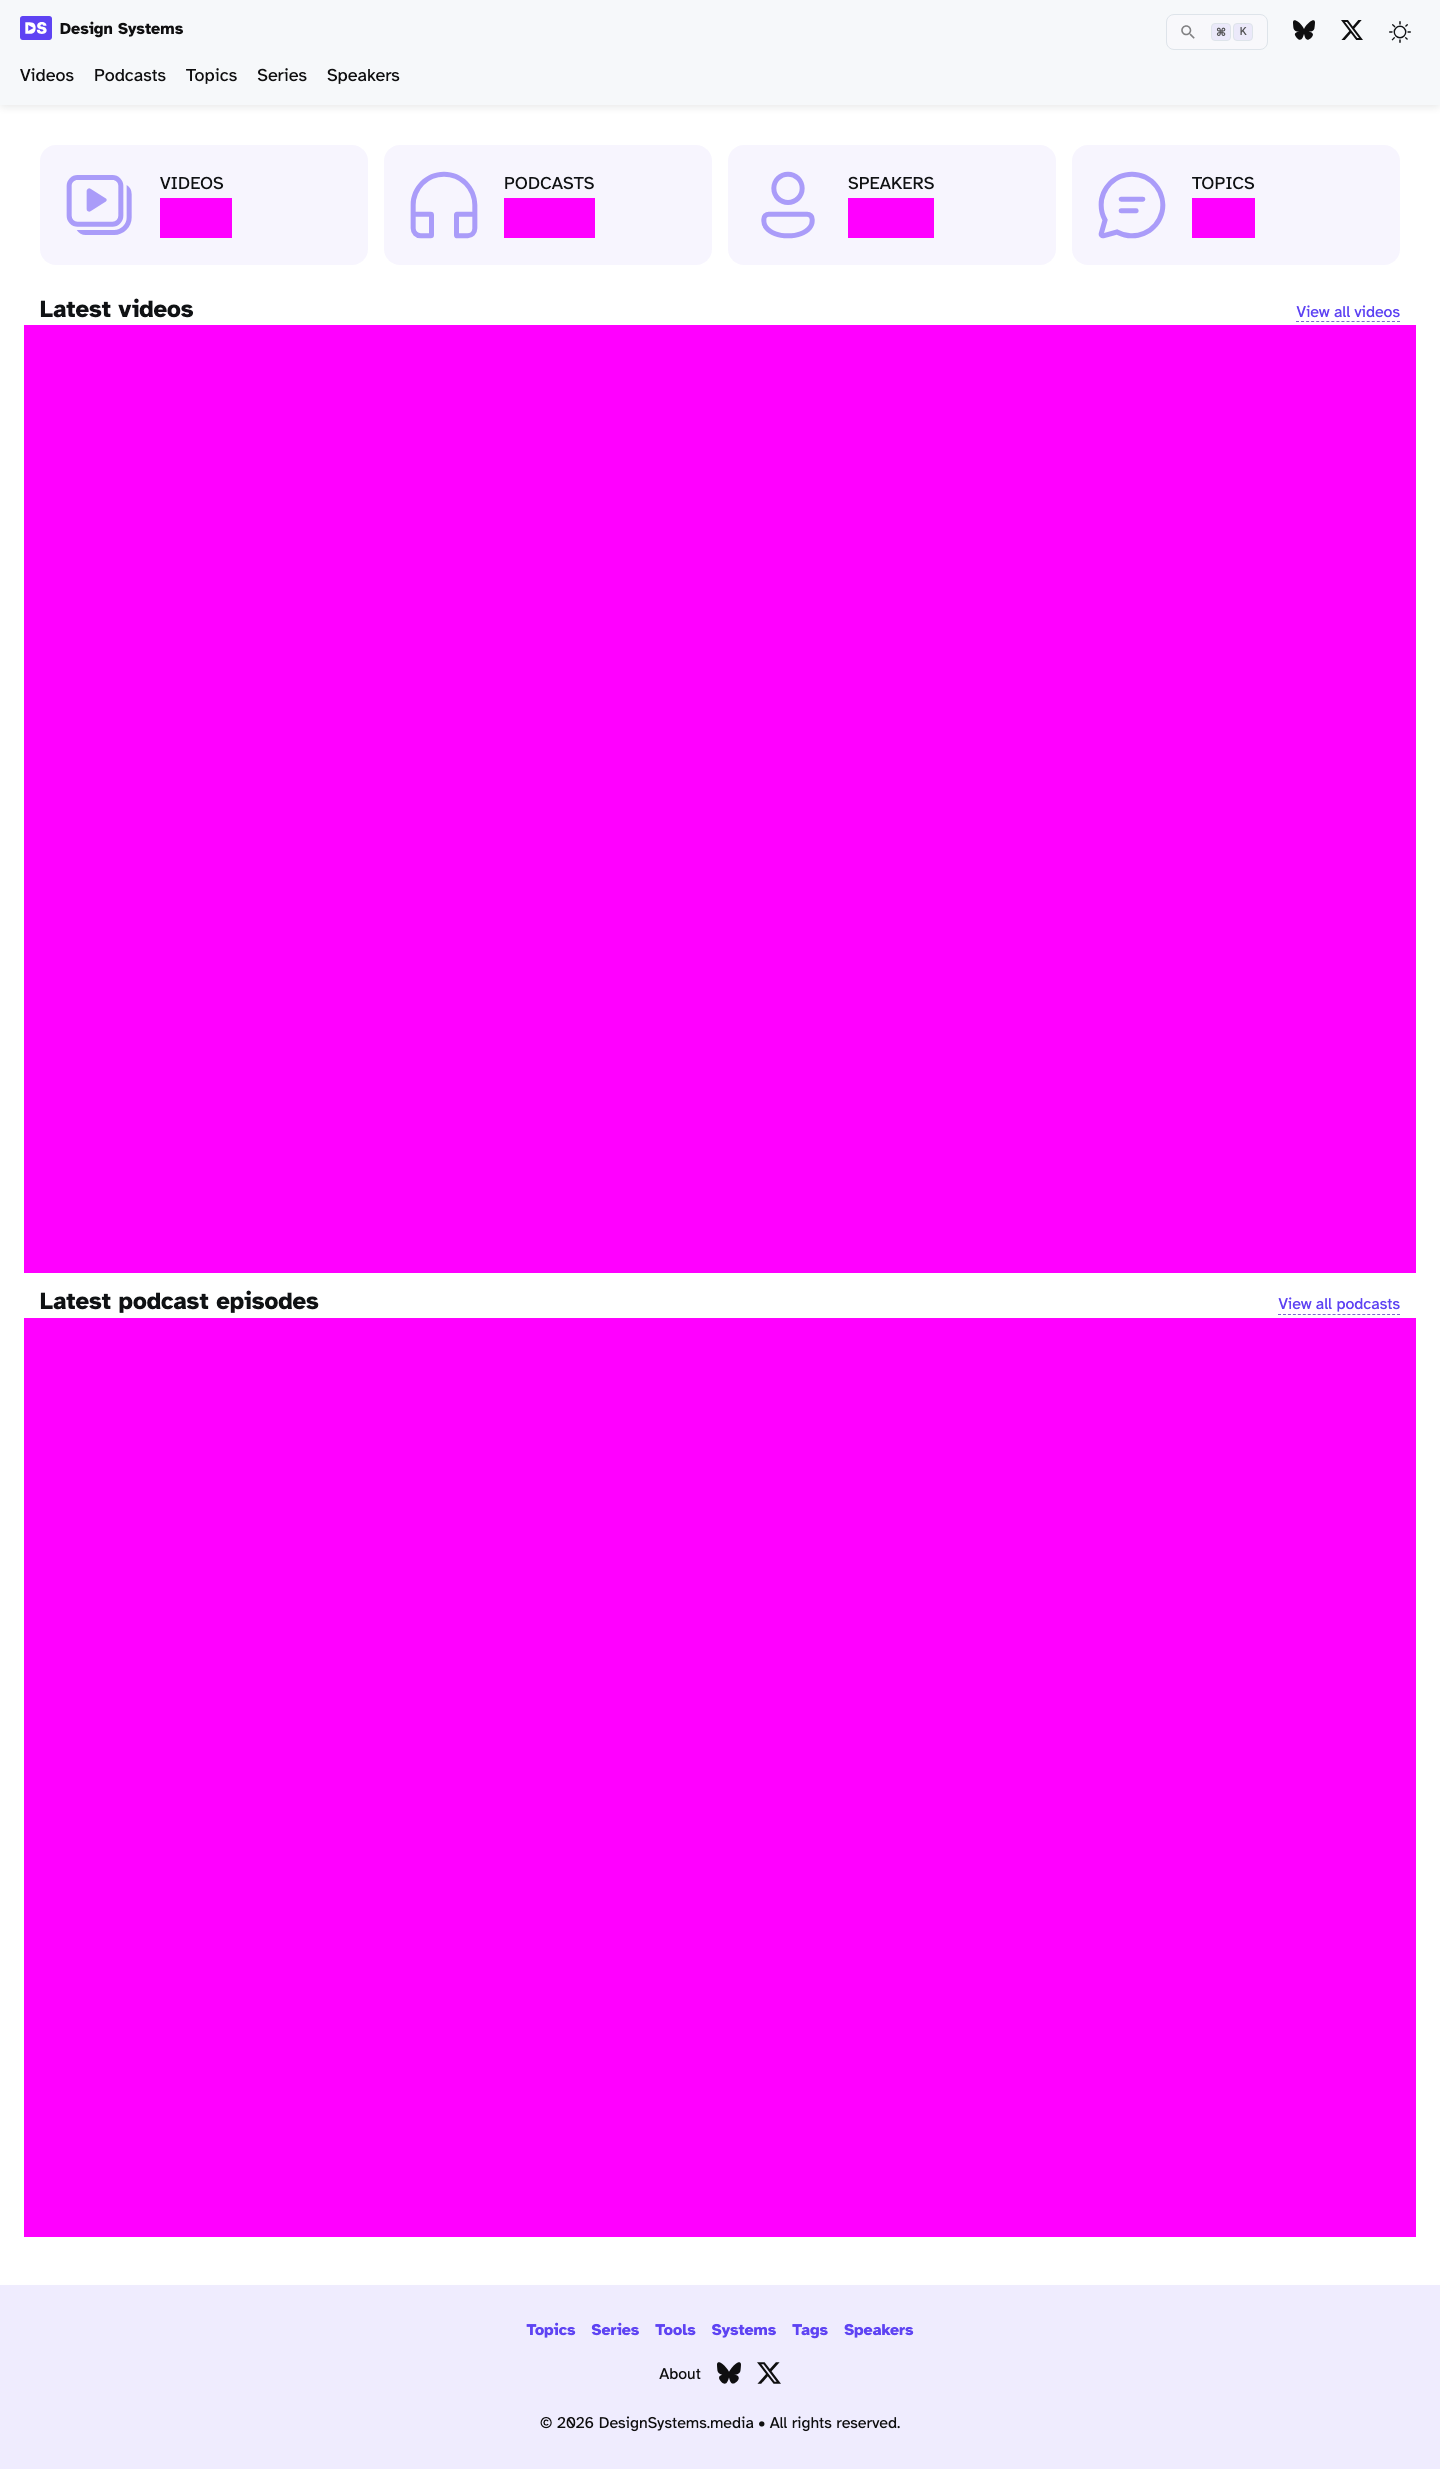 DS Design Systems
⌘ K
Videos Podcasts Topics Series Speakers
VIDEOS
PODCASTS
SPEAKERS
TOPICS
Latest videos
View all videos
Latest podcast episodes
View all podcasts
Topics Series Tools Systems Tags Speakers
About
© 2026 DesignSystems.media • All rights reserved.